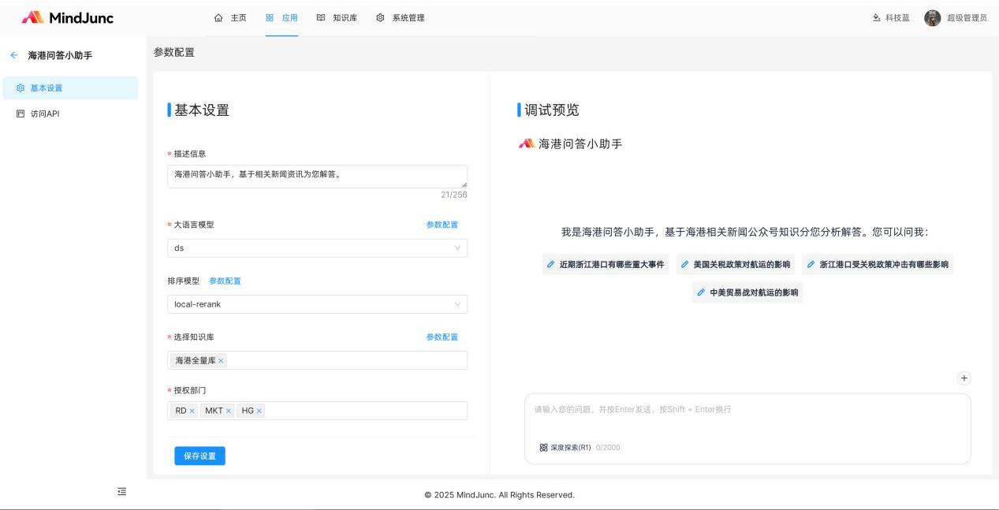 MindJunc
主页 应用 知识库 系统管理 科技蓝 超级管理员
海港问答小助手
基本设置
访问API
参数配置
基本设置
* 描述信息
海港问答小助手，基于相关新闻资讯为您解答。
21/256
* 大语言模型 参数配置
ds
排序模型 参数配置
local-rerank
* 选择知识库 参数配置
海港全量库 ×
* 授权部门
RD × MKT × HG ×
保存设置
调试预览
海港问答小助手
我是海港问答小助手，基于海港相关新闻公众号知识分您分析解答。您可以问我：
近期浙江港口有哪些重大事件 美国关税政策对航运的影响 浙江港口受关税政策冲击有哪些影响
中美贸易战对航运的影响
请输入您的问题，并按Enter发送，按Shift + Enter换行
深度探索(R1) 0/2000
© 2025 MindJunc. All Rights Reserved.